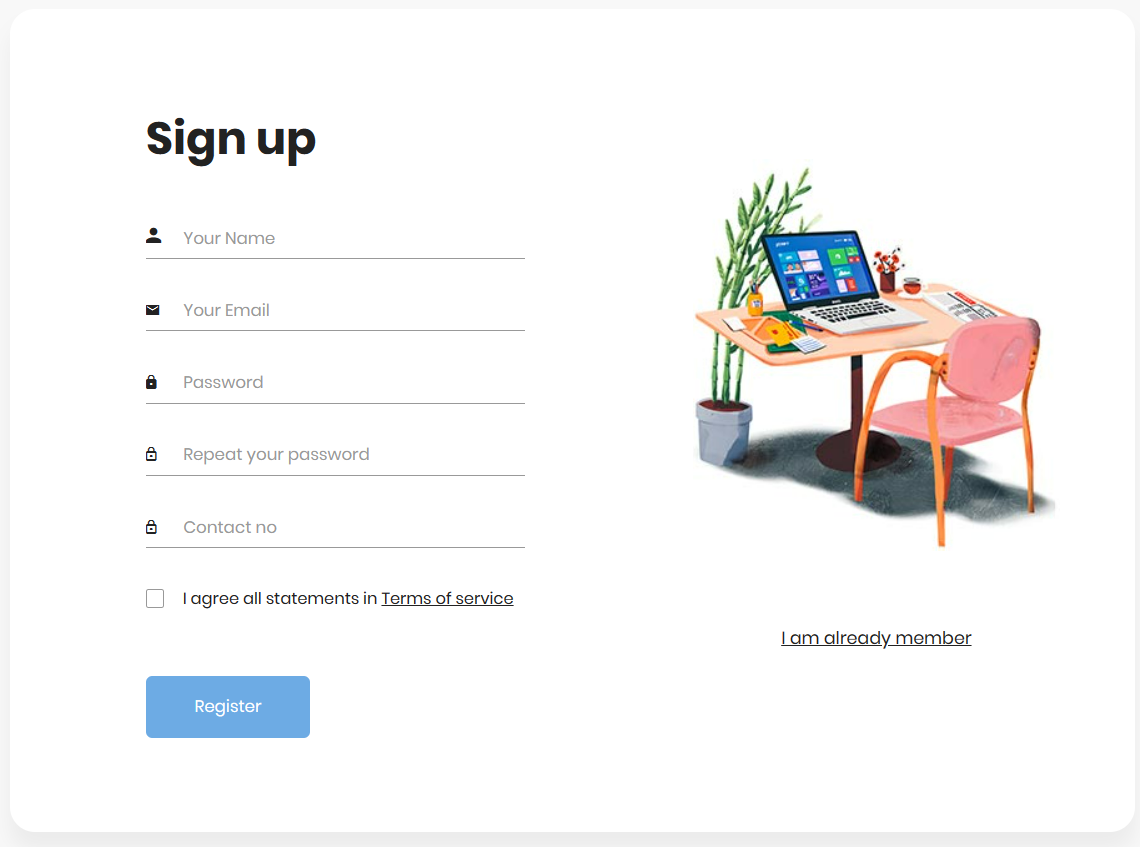 Sign up
Your Name
Your Email
Password
Repeat your password
Contact no
I agree all statements in Terms of service
Register
I am already member